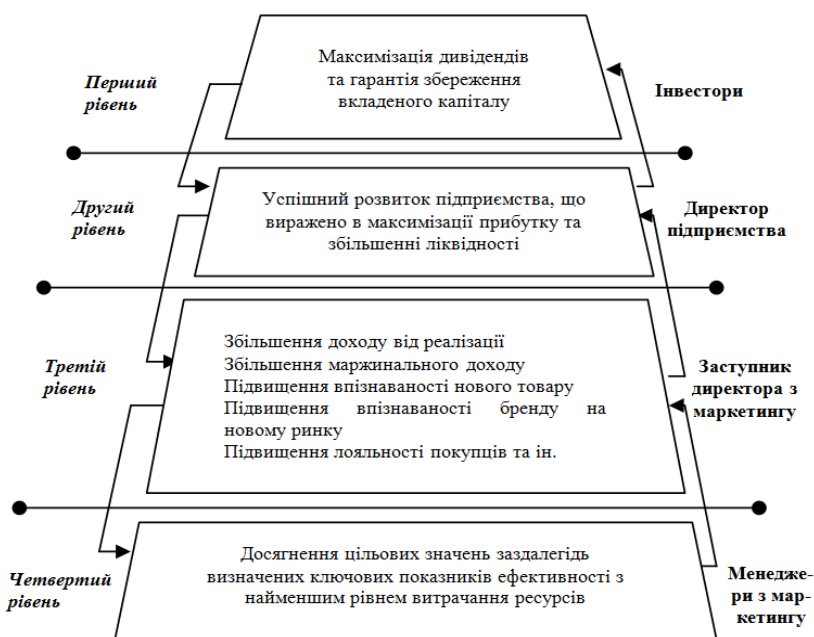 Максимізація дивідендів
та гарантія збереження
вкладеного капіталу
Перший
рівень
Інвестори
Успішний розвиток підприємства, що
виражено в максимізації прибутку та
збільшенні ліквідності
Другий
рівень
Директор
підприємства
Збільшення доходу від реалізації
Збільшення маржинального доходу
Підвищення впізнаваності нового товару
Підвищення впізнаваності бренду на
новому ринку
Підвищення лояльності покупців та ін.
Третій
рівень
Заступник
директора з
маркетингу
Досягнення цільових значень заздалегідь
визначених ключових показників ефективності з
найменшим рівнем витрачання ресурсів
Четвертий
рівень
Менедже-
ри з мар-
кетингу